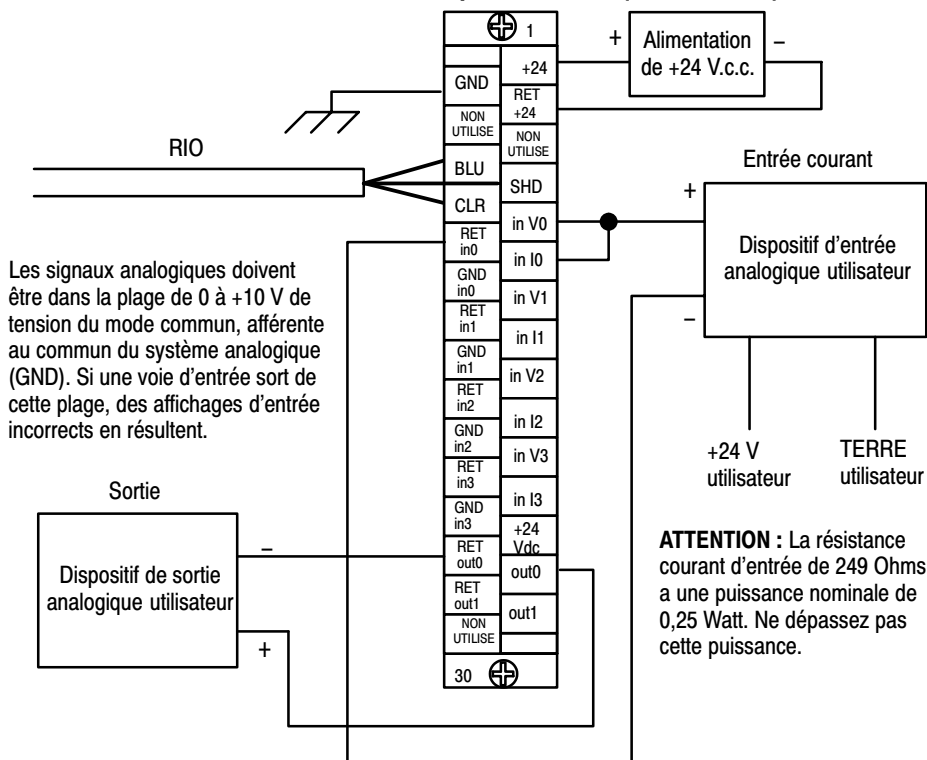 1
+
Alimentation
de +24 V.c.c.
–
GND
+24
RET
+24
NON
UTILISE
NON
UTILISE
RIO
BLU
SHD
CLR
in V0
RET
in0
in I0
GND
in0
in V1
RET
in1
in I1
GND
in1
in V2
RET
in2
in I2
GND
in2
in V3
RET
in3
in I3
GND
in3
+24
Vdc
RET
out0
out0
RET
out1
out1
NON
UTILISE
30
Entrée courant
+
Dispositif d'entrée
analogique utilisateur
–
+24 V
utilisateur
TERRE
utilisateur
Les signaux analogiques doivent
être dans la plage de 0 à +10 V de
tension du mode commun, afférente
au commun du système analogique
(GND). Si une voie d'entrée sort de
cette plage, des affichages d'entrée
incorrects en résultent.
Sortie
–
Dispositif de sortie
analogique utilisateur
+
ATTENTION : La résistance
courant d'entrée de 249 Ohms
a une puissance nominale de
0,25 Watt. Ne dépassez pas
cette puissance.